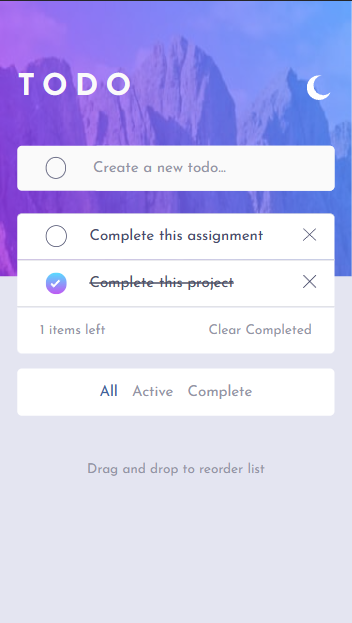 TODO
Create a new todo...
Complete this assignment
Complete this project
1 items left Clear Completed
All Active Complete
Drag and drop to reorder list